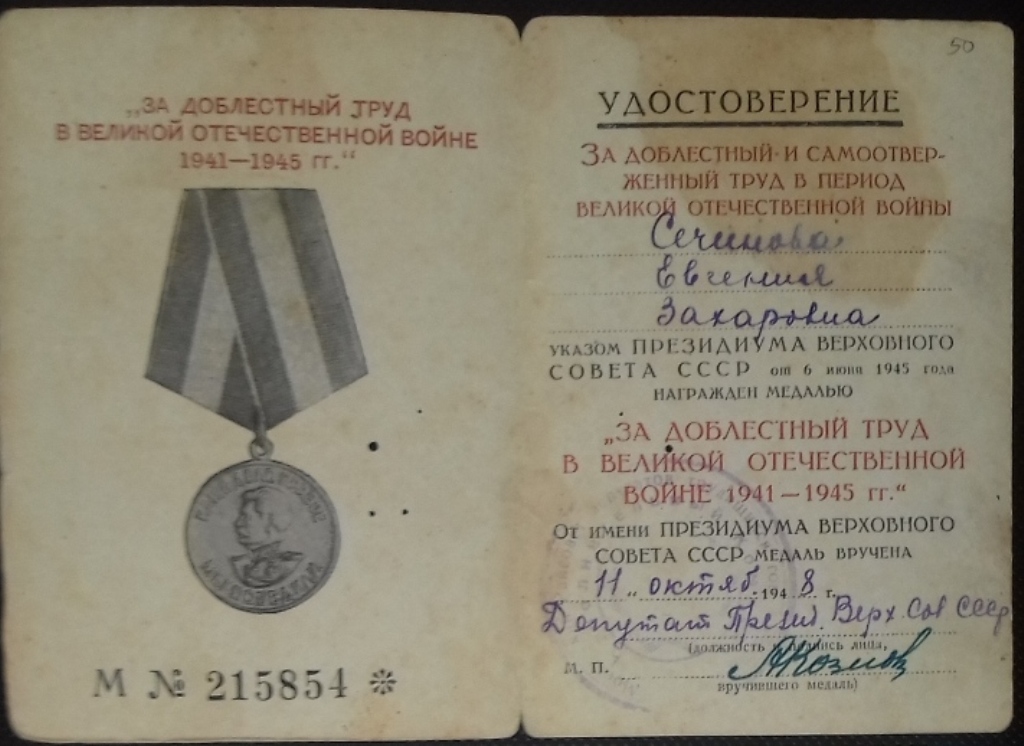 „ЗА ДОБЛЕСТНЫЙ ТРУД
В ВЕЛИКОЙ ОТЕЧЕСТВЕННОЙ ВОЙНЕ
1941—1945 гг."
М № 215854
50
УДОСТОВЕРЕНИЕ
ЗА ДОБЛЕСТНЫЙ И САМООТВЕР-
ЖЕННЫЙ ТРУД В ПЕРИОД
ВЕЛИКОЙ ОТЕЧЕСТВЕННОЙ ВОЙНЫ
Сечинова
Евгения
Захаровна
УКАЗОМ ПРЕЗИДИУМА ВЕРХОВНОГО
СОВЕТА СССР от 6 июня 1945 года
НАГРАЖДЕН МЕДАЛЬЮ
„ЗА ДОБЛЕСТНЫЙ ТРУД
В ВЕЛИКОЙ ОТЕЧЕСТВЕННОЙ
ВОЙНЕ 1941—1945 гг."
От имени ПРЕЗИДИУМА ВЕРХОВНОГО
СОВЕТА СССР МЕДАЛЬ ВРУЧЕНА
11 „ октяб. 1948 г.
Депутат Презид. Верх. Сов СССР
(должность, подпись лица,
М. П.
вручившего медаль)